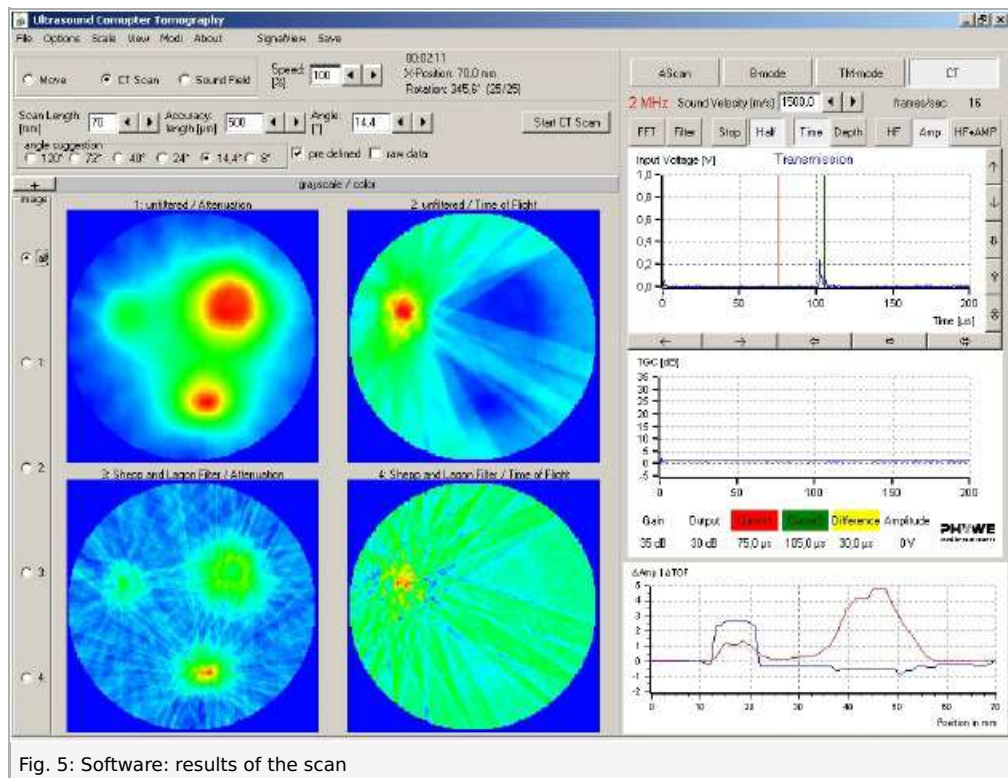 Ultrasound Comupter Tomography
File Options Scale View Modi About SignalView Save
Move CT Scan Sound Field
Speed: [%] 100
00:02:11
X-Position: 70,0 mm
Rotation: 345,6° (25/25)
Scan Length: [mm] 70
Accuracy: length [µm] 500
Angle: [°] 14,4
Start CT Scan
angle suggestion
120° 72° 40° 24° 14,4° 8°
pre defined raw data
+ grayscale / color
image
all
1.
2.
3.
4.
1: unfiltered / Attenuation
2: unfiltered / Time of Flight
3: Shepp and Logon Filter / Attenuation
4: Shepp and Logon Filter / Time of Flight
AScan B-mode TM-mode CT
2 MHz Sound Velocity [m/s] 1500,0 frames/sec 16
FFT Filter Stop Half Time Depth HF Amp HF+AMP
Input Voltage [V] Transmission
1,0
0,8
0,6
0,4
0,2
0,0
0 50 100 150 200
Time [µs]
TGC [dB]
35
30
25
20
15
10
5
0
-5
0 50 100 150 200
Gain Output Cursor1 Cursor2 Difference Amplitude
35 dB 30 dB 75,0 µs 105,0 µs 30,0 µs 0 V
PHYWE
ΔAmp / ΔTOF
5
4
3
2
1
0
-1
-2
0 10 20 30 40 50 60 70
Position in mm
Fig. 5: Software: results of the scan